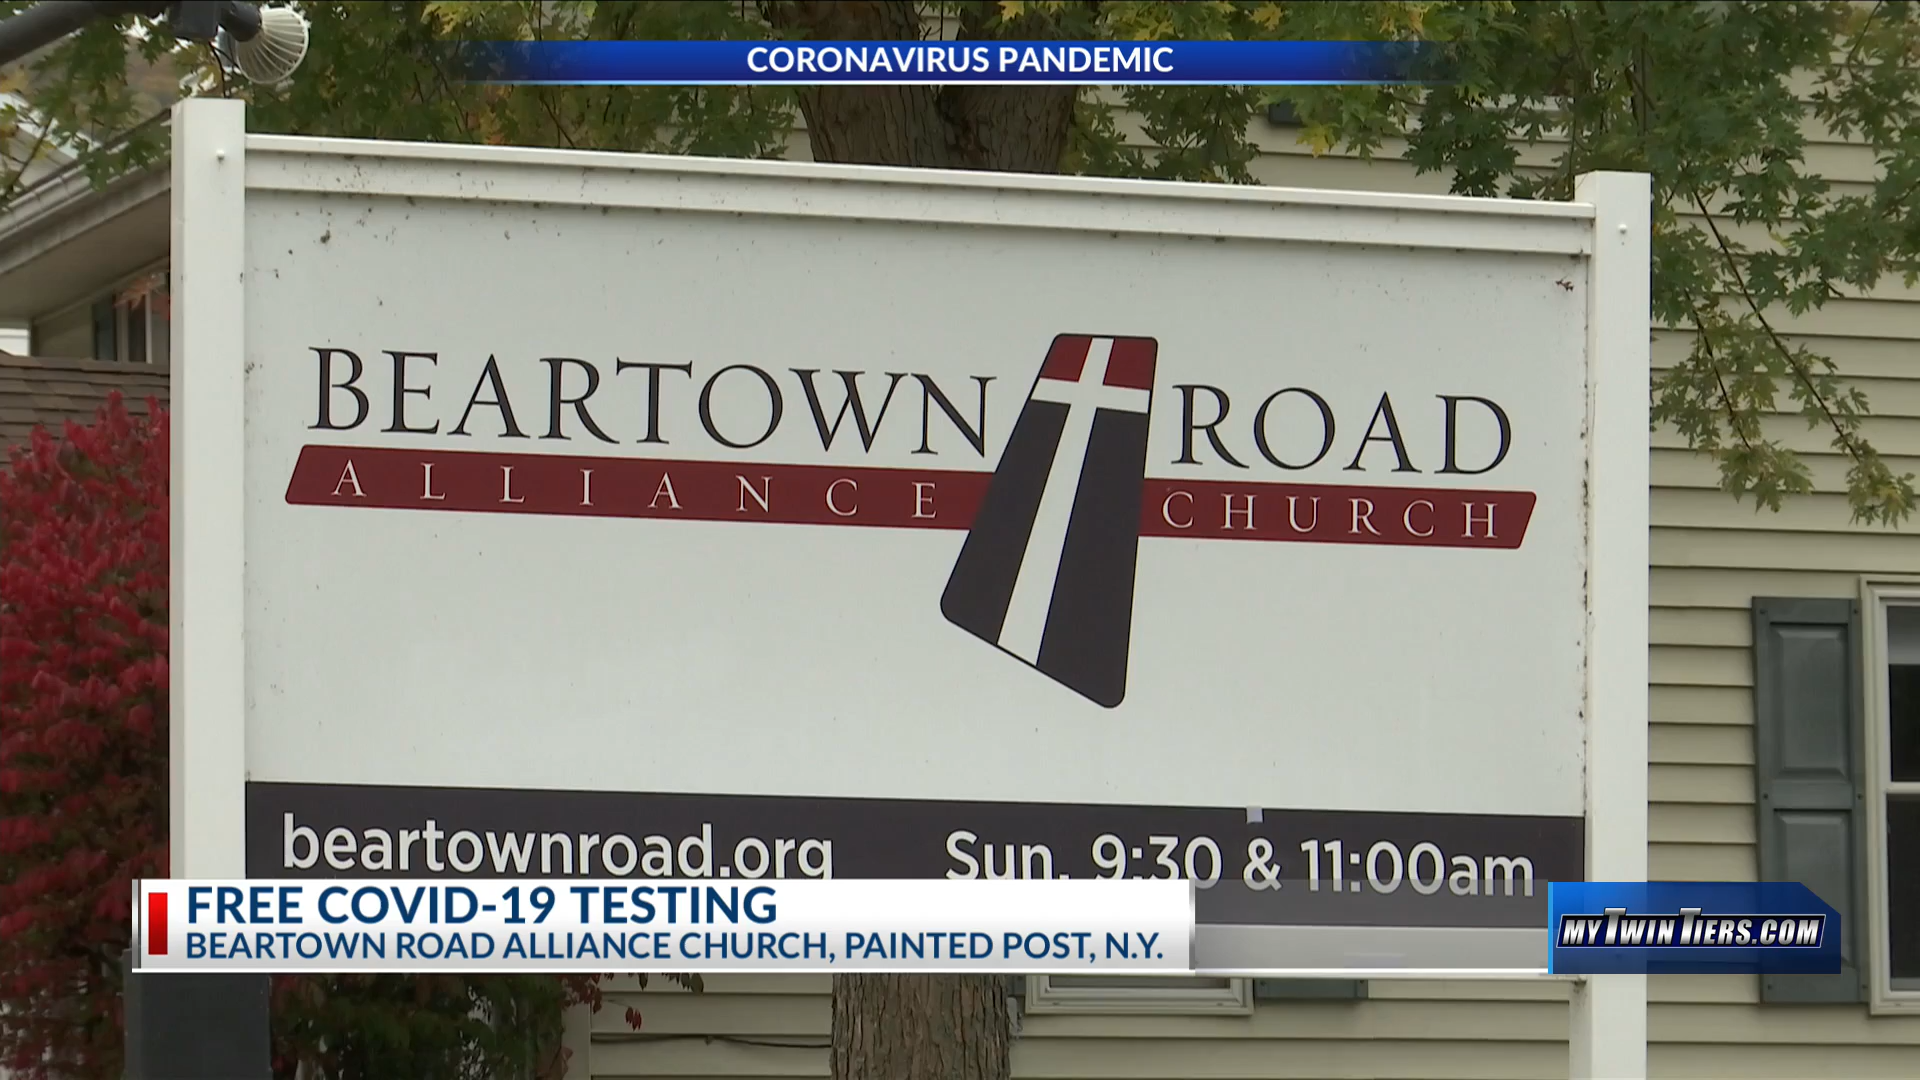 CORONAVIRUS PANDEMIC
BEARTOWN ROAD
ALLIANCE CHURCH
beartownroad.org Sun. 9:30 & 11:00am
FREE COVID-19 TESTING
BEARTOWN ROAD ALLIANCE CHURCH, PAINTED POST, N.Y.
MYTWINTIERS.COM